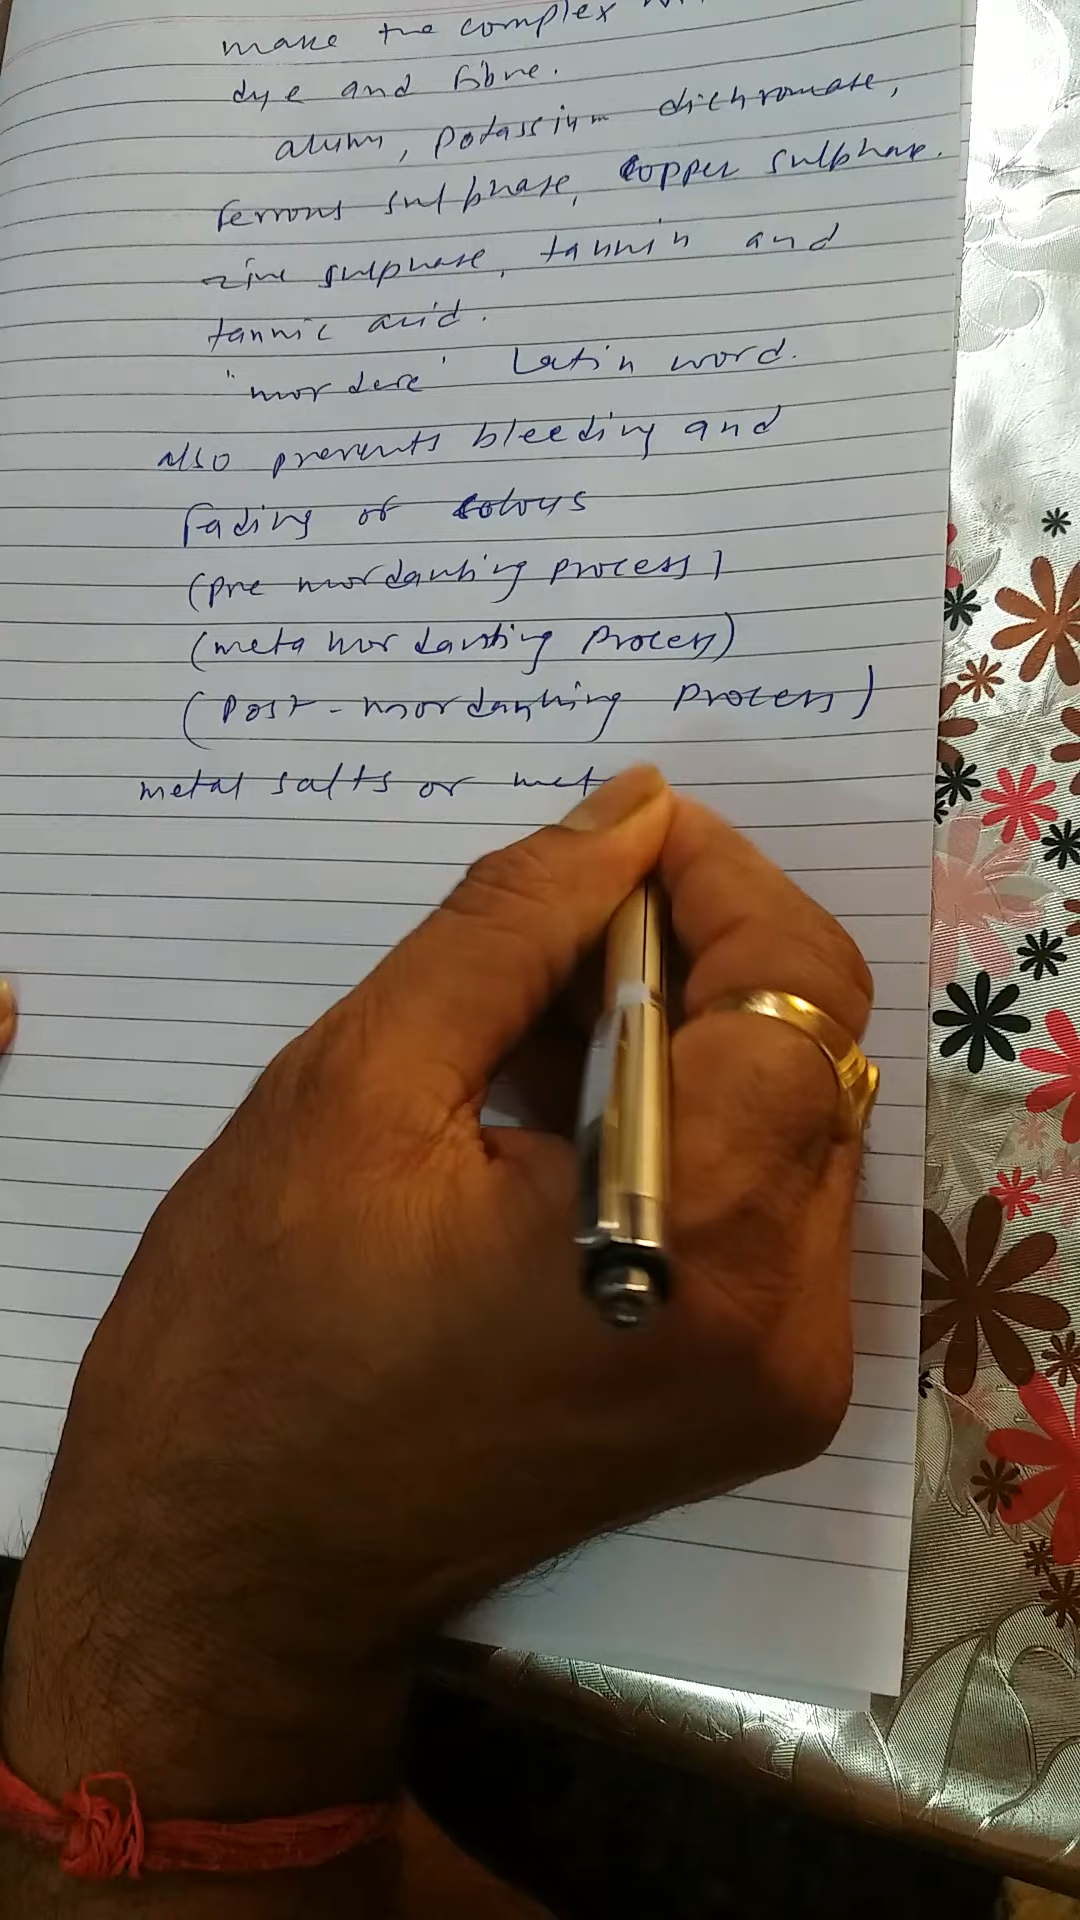 make the complex
dye and fibre.
alum, potassium dichromate,
ferrous sulphate, copper sulphate.
zinc sulphate, tannin and
tannic acid.
"mordere' Latin word.
also prevents bleeding and
fading of colous
(pre mordanting process)
(meta mordanting process)
(Post-mordanting process)
metal salts or met